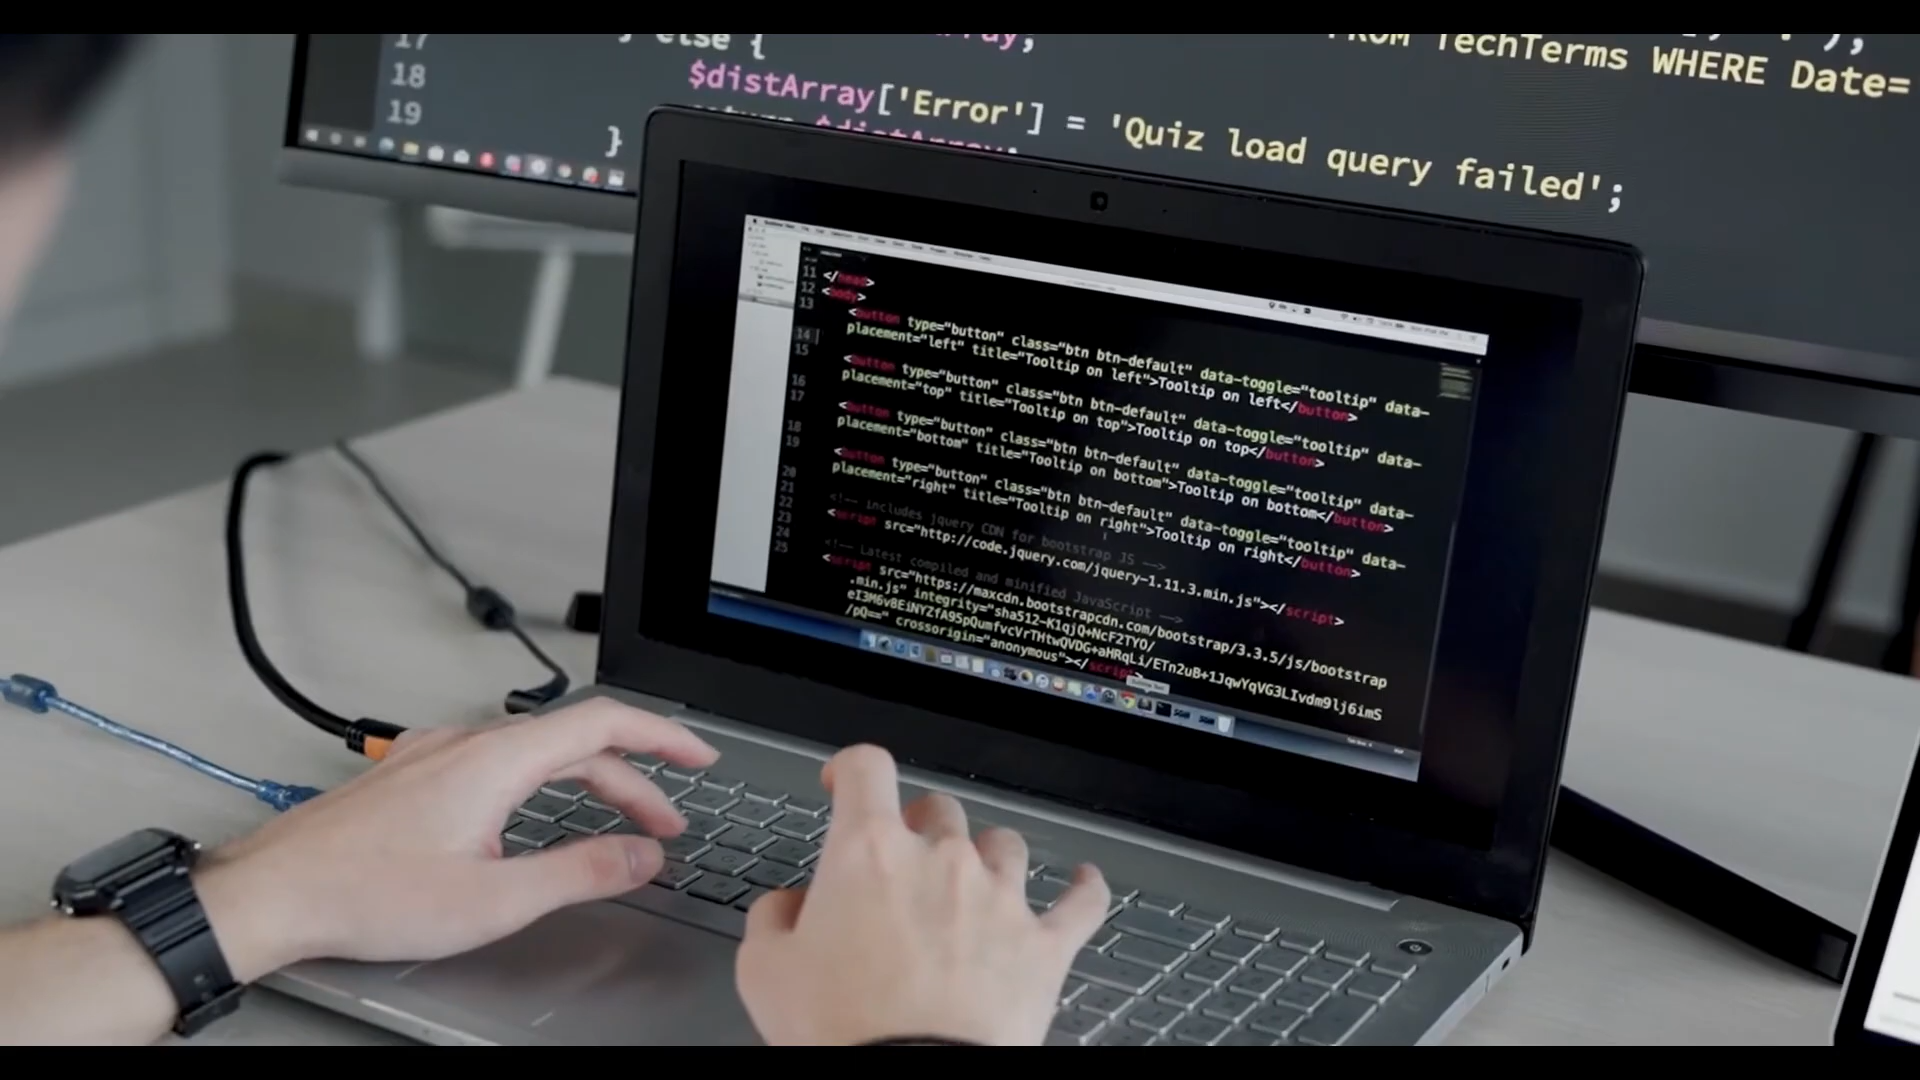 17
} else {
18
$distArray['Error'] = 'Quiz load query failed';
19
return $distArray;
}
FROM TechTerms WHERE Date=
11 </head>
12 <body>
13
<button type="button" class="btn btn-default" data-toggle="tooltip" data-
14 placement="left" title="Tooltip on left">Tooltip on left</button>
15
<button type="button" class="btn btn-default" data-toggle="tooltip" data-
16 placement="top" title="Tooltip on top">Tooltip on top</button>
17
<button type="button" class="btn btn-default" data-toggle="tooltip" data-
18 placement="bottom" title="Tooltip on bottom">Tooltip on bottom</button>
19
<button type="button" class="btn btn-default" data-toggle="tooltip" data-
20 placement="right" title="Tooltip on right">Tooltip on right</button>
21
22 <!-- includes jquery CDN for bootstrap JS -->
23 <script src="http://code.jquery.com/jquery-1.11.3.min.js"></script>
24 <!-- Latest compiled and minified JavaScript -->
25 <script src="https://maxcdn.bootstrapcdn.com/bootstrap/3.3.5/js/bootstrap
.min.js" integrity="sha512-K1qjQ+NcF2TYO/
eI3M6v8EiNYZfA95pQumfvcVrTHtwQVDG+aHRqLi/ETn2uB+1JqwYqVG3LIvdm9lj6imS
/pQ==" crossorigin="anonymous"></script>